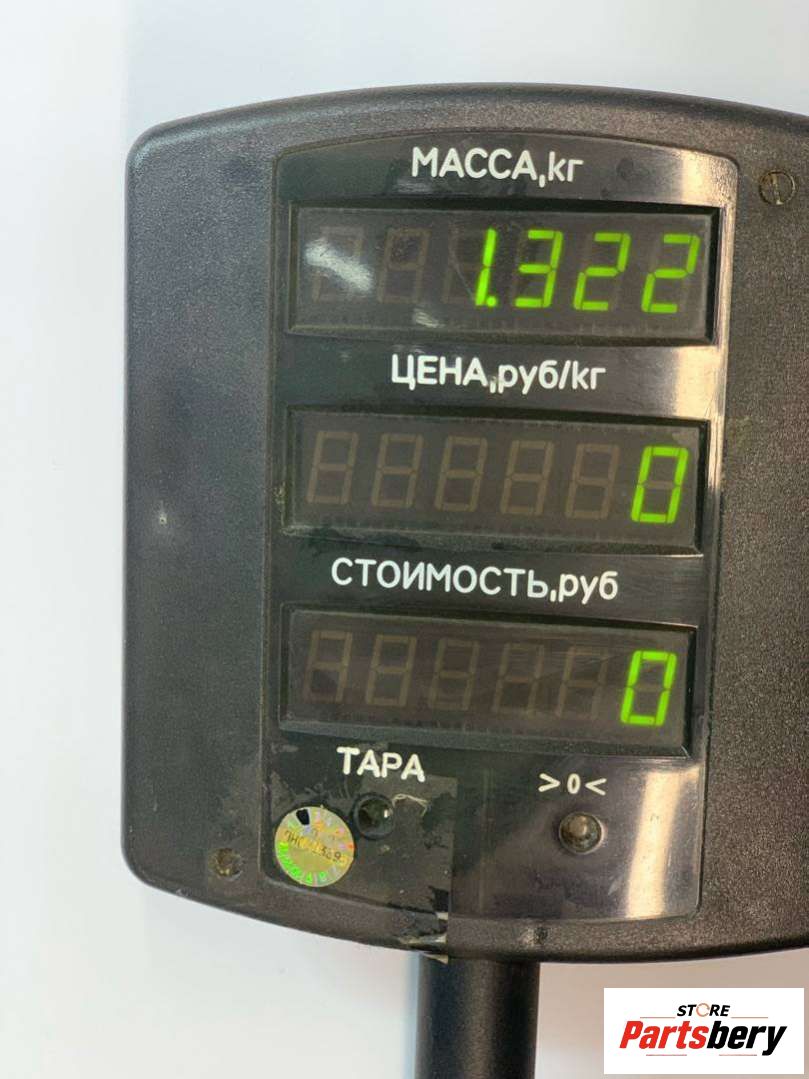 МАССА,кг
1.322
ЦЕНА,руб/кг
0
СТОИМОСТЬ,руб
0
ТАРА
>0<
STORE
Partsbery